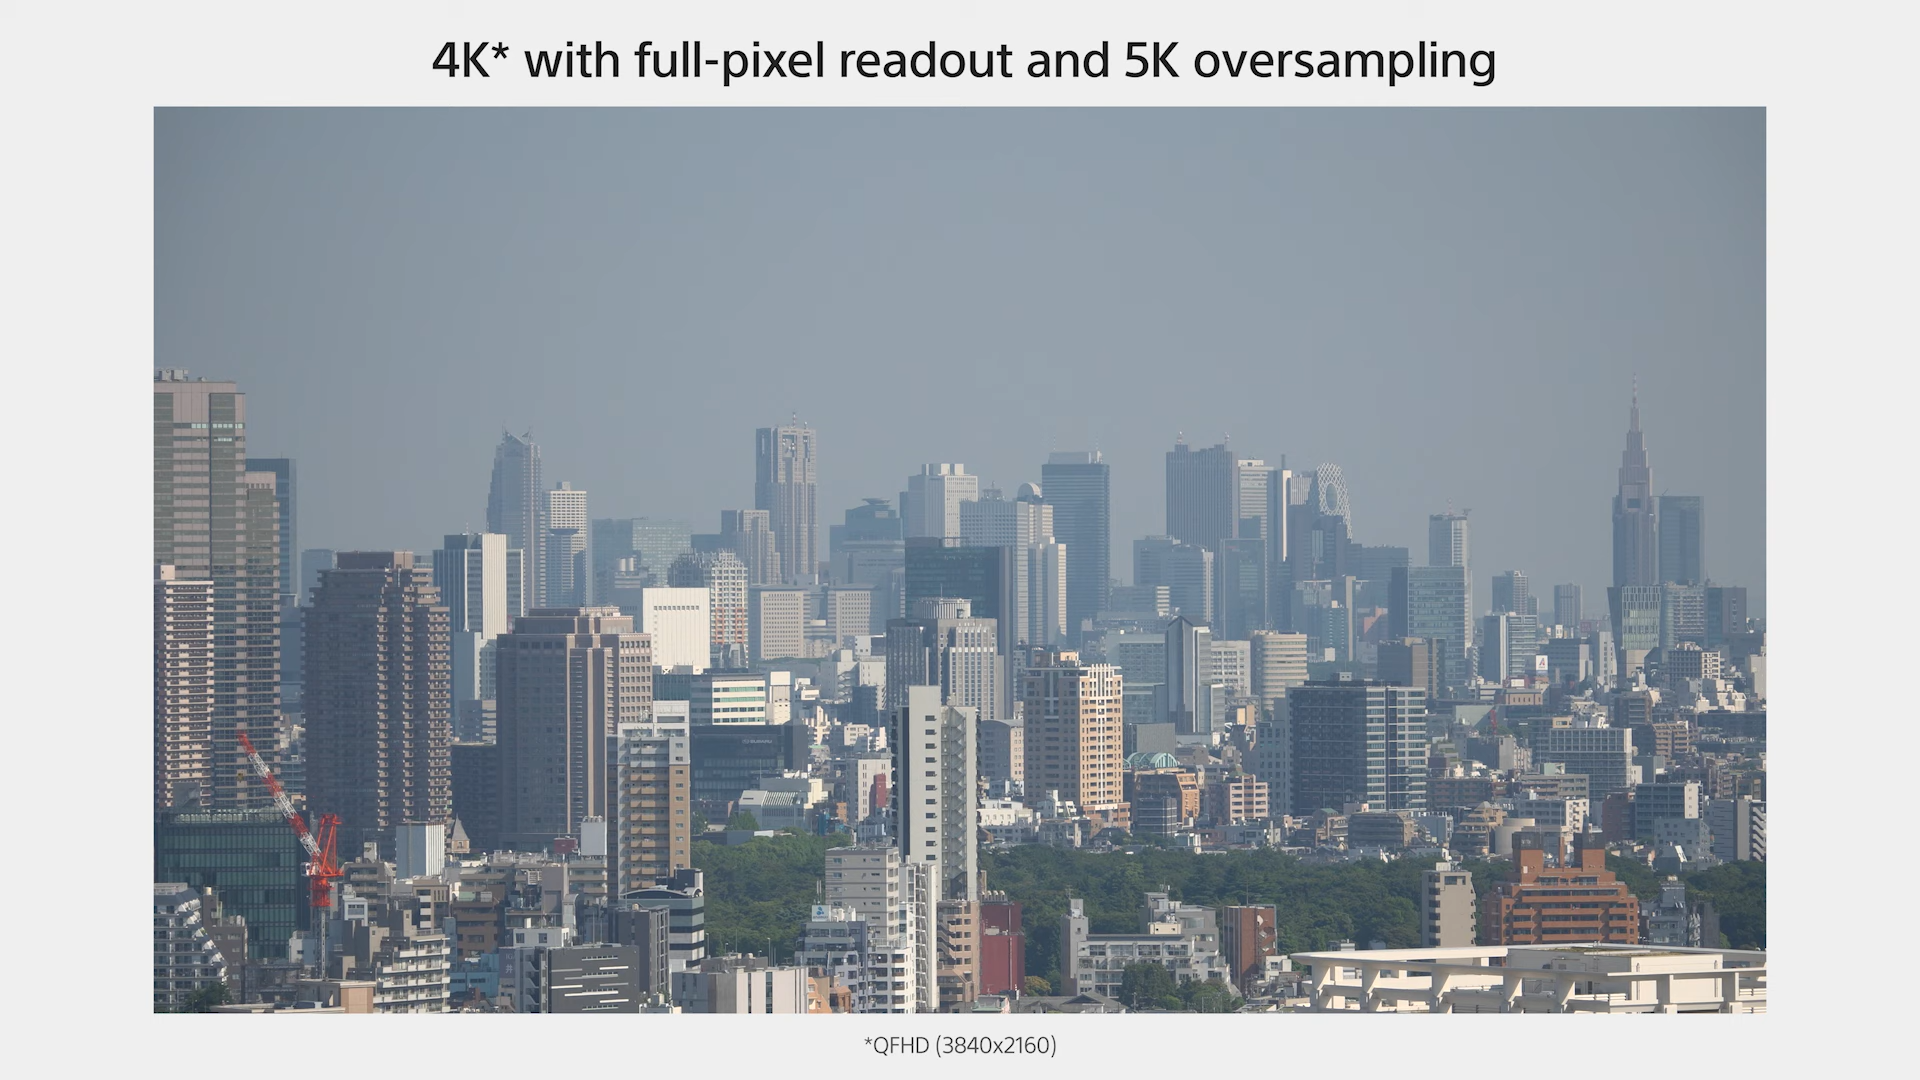 4K* with full-pixel readout and 5K oversampling
*QFHD (3840x2160)